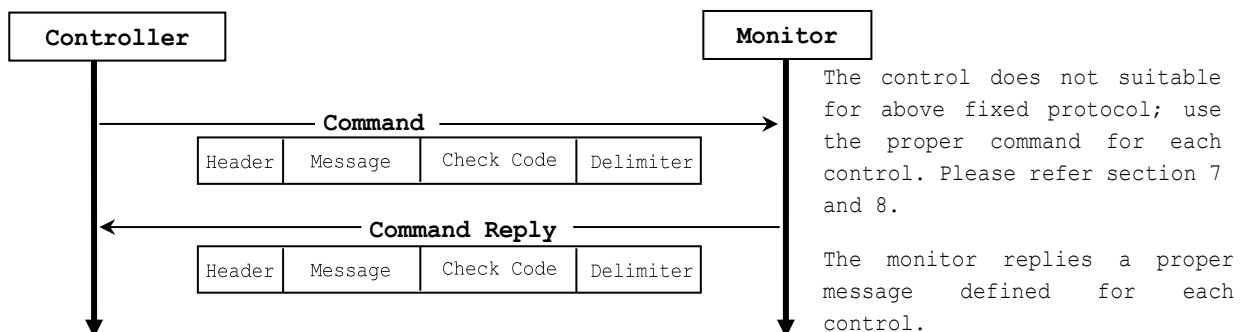 Controller
Monitor
The control does not suitable
for above fixed protocol; use
the proper command for each
control. Please refer section 7
and 8.
Command
Header Message Check Code Delimiter
Command Reply
Header Message Check Code Delimiter
The monitor replies a proper
message defined for each
control.